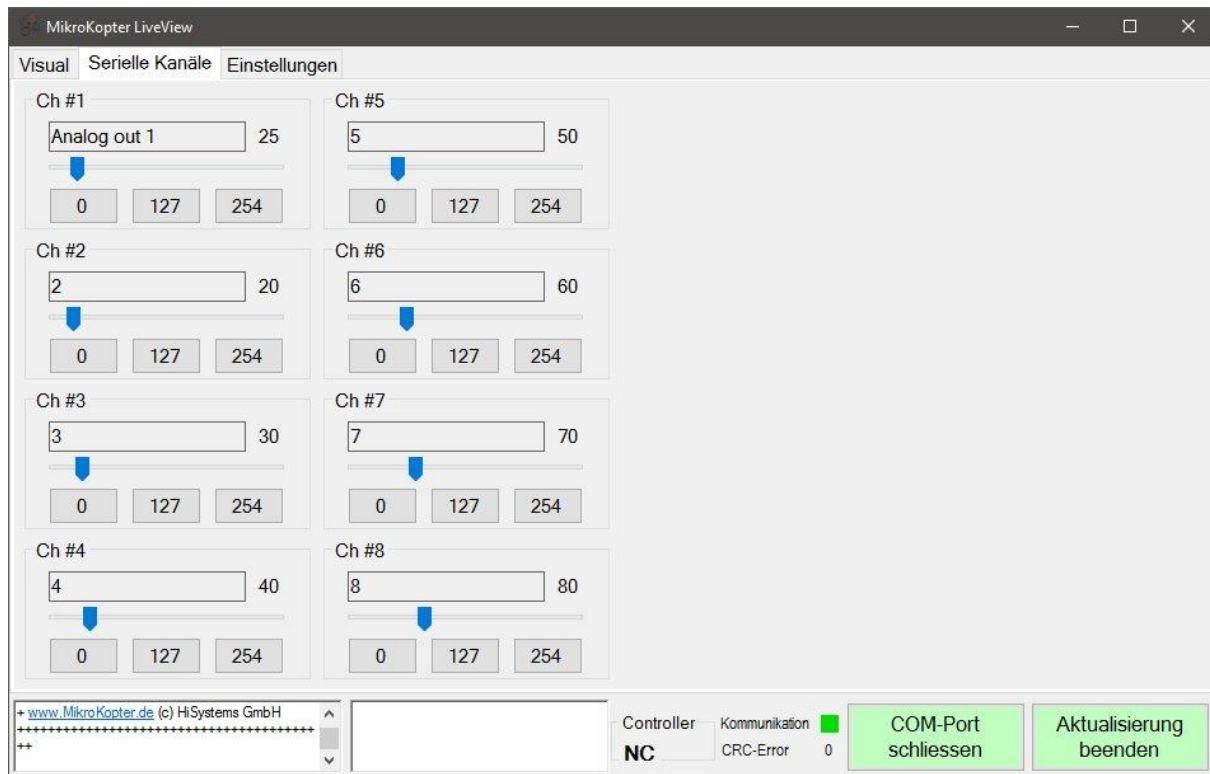 MikroKopter LiveView
Visual Serielle Kanäle Einstellungen
Ch #1
Analog out 1 25
0 127 254
Ch #2
2 20
0 127 254
Ch #3
3 30
0 127 254
Ch #4
4 40
0 127 254
Ch #5
5 50
0 127 254
Ch #6
6 60
0 127 254
Ch #7
7 70
0 127 254
Ch #8
8 80
0 127 254
+ www.MikroKopter.de (c) HiSystems GmbH
+++++++++++++++++++++++++++++++++++++++
++
Controller
NC
Kommunikation
CRC-Error 0
COM-Port
schliessen
Aktualisierung
beenden